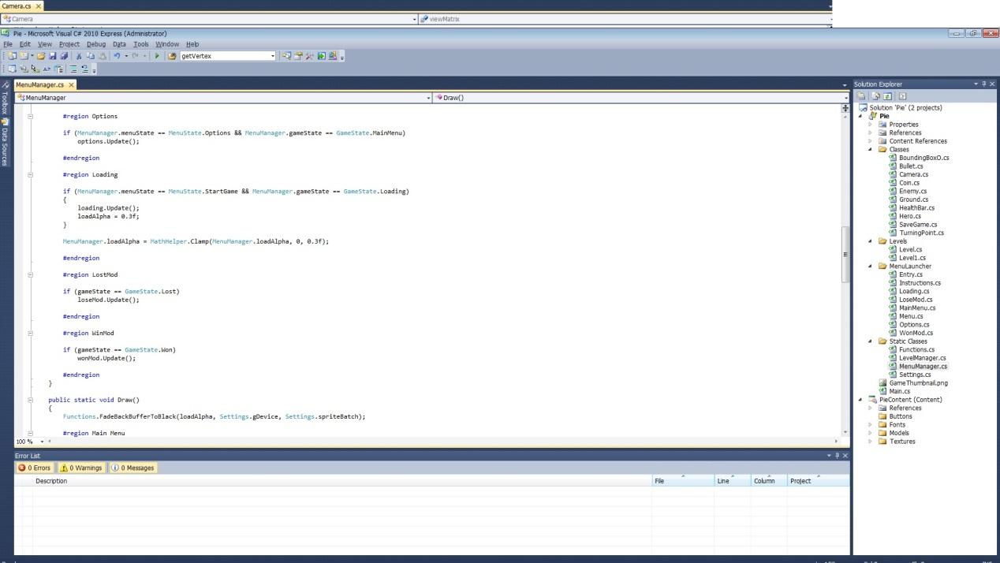 Camera.cs
Camera
viewMatrix
Pie - Microsoft Visual C# 2010 Express (Administrator)
File Edit View Project Debug Data Tools Window Help
getVertex
MenuManager.cs
MenuManager
Draw()
Toolbox
Data Sources
#region Options
if (MenuManager.menuState == MenuState.Options && MenuManager.gameState == GameState.MainMenu)
options.Update();
#endregion
#region Loading
if (MenuManager.menuState == MenuState.StartGame && MenuManager.gameState == GameState.Loading)
{
loading.Update();
loadAlpha = 0.3f;
}
MenuManager.loadAlpha = MathHelper.Clamp(MenuManager.loadAlpha, 0, 0.3f);
#endregion
#region LostMod
if (gameState == GameState.Lost)
loseMod.Update();
#endregion
#region WinMod
if (gameState == GameState.Won)
wonMod.Update();
#endregion
}
public static void Draw()
{
Functions.FadeBackBufferToBlack(loadAlpha, Settings.gDevice, Settings.spriteBatch);
#region Main Menu
100 %
Solution Explorer
Solution 'Pie' (2 projects)
Pie
Properties
References
Content References
Classes
BoundingBoxO.cs
Bullet.cs
Camera.cs
Coin.cs
Enemy.cs
Ground.cs
HealthBar.cs
Hero.cs
SaveGame.cs
TurningPoint.cs
Levels
Level.cs
Level1.cs
MenuLauncher
Entry.cs
Instructions.cs
Loading.cs
LoseMod.cs
MainMenu.cs
Menu.cs
Options.cs
WonMod.cs
Static Classes
Functions.cs
LevelManager.cs
MenuManager.cs
Settings.cs
GameThumbnail.png
Main.cs
PieContent (Content)
References
Buttons
Fonts
Models
Textures
Error List
0 Errors 0 Warnings 0 Messages
Description File Line Column Project